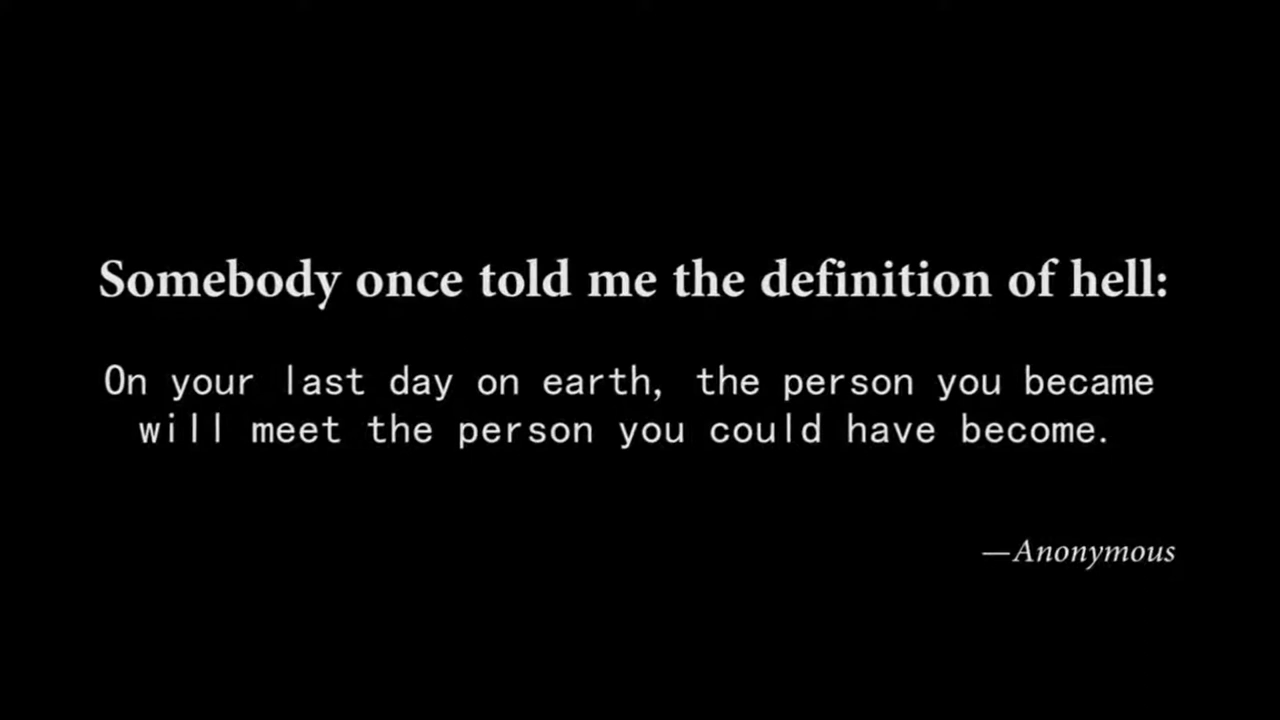 Somebody once told me the definition of hell:
On your last day on earth, the person you became
will meet the person you could have become.
—Anonymous